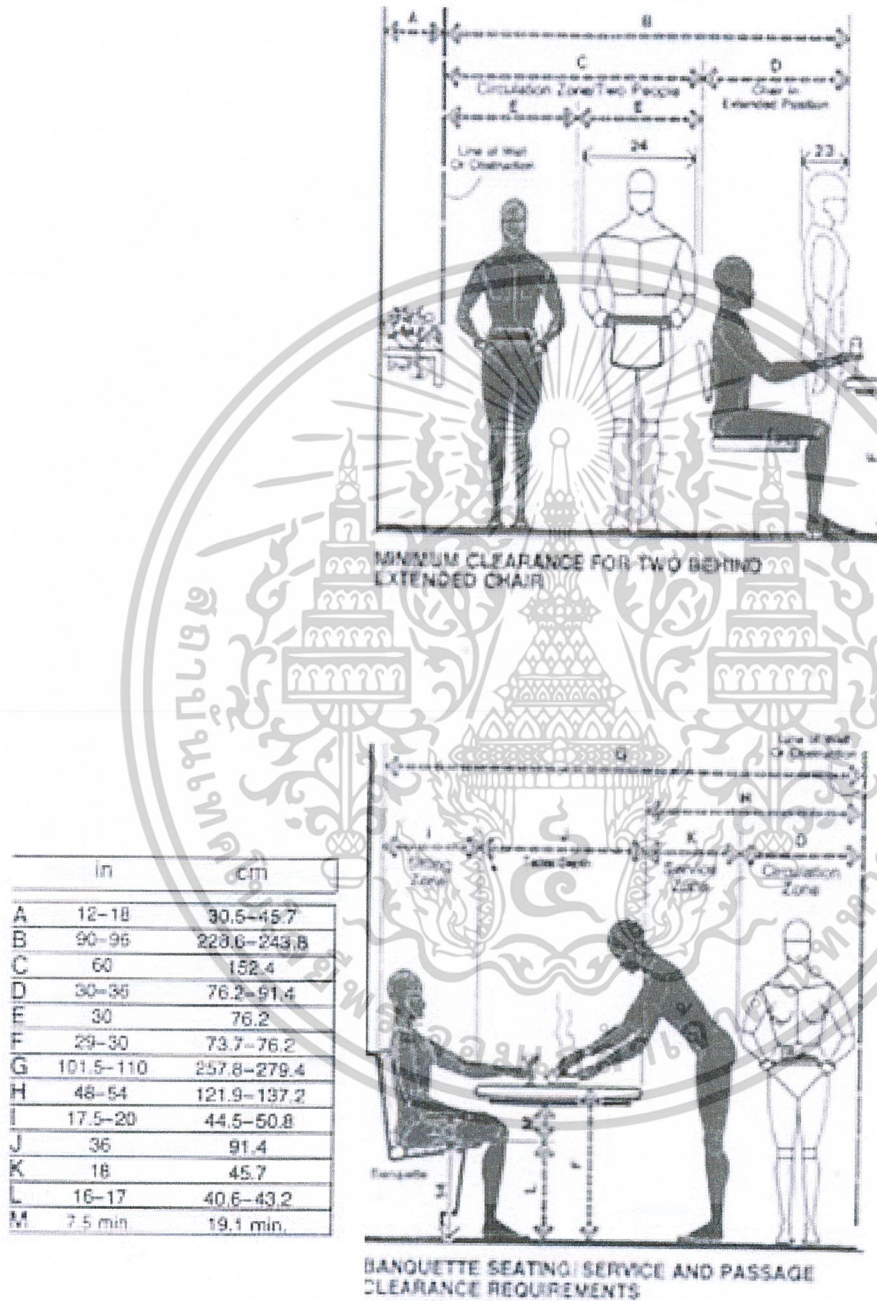 A
B
C
D
Circulation Zone/Two People
Chair in
Extended Position
E
E
Line of Wall
Or Obstruction
24
23
MINIMUM CLEARANCE FOR TWO BEHIND
EXTENDED CHAIR
Line of Wall
Or Obstruction
G
H
I
J
K
D
Sitting
Zone
Table Depth
Service
Zone
Circulation
Zone
M
L
F
Banquette
BANQUETTE SEATING/SERVICE AND PASSAGE
CLEARANCE REQUIREMENTS
in cm
A 12-18 30.5-45.7
B 90-96 228.6-243.8
C 60 152.4
D 30-36 76.2-91.4
E 30 76.2
F 29-30 73.7-76.2
G 101.5-110 257.8-279.4
H 48-54 121.9-137.2
I 17.5-20 44.5-50.8
J 36 91.4
K 18 45.7
L 16-17 40.6-43.2
M 7.5 min 19.1 min.